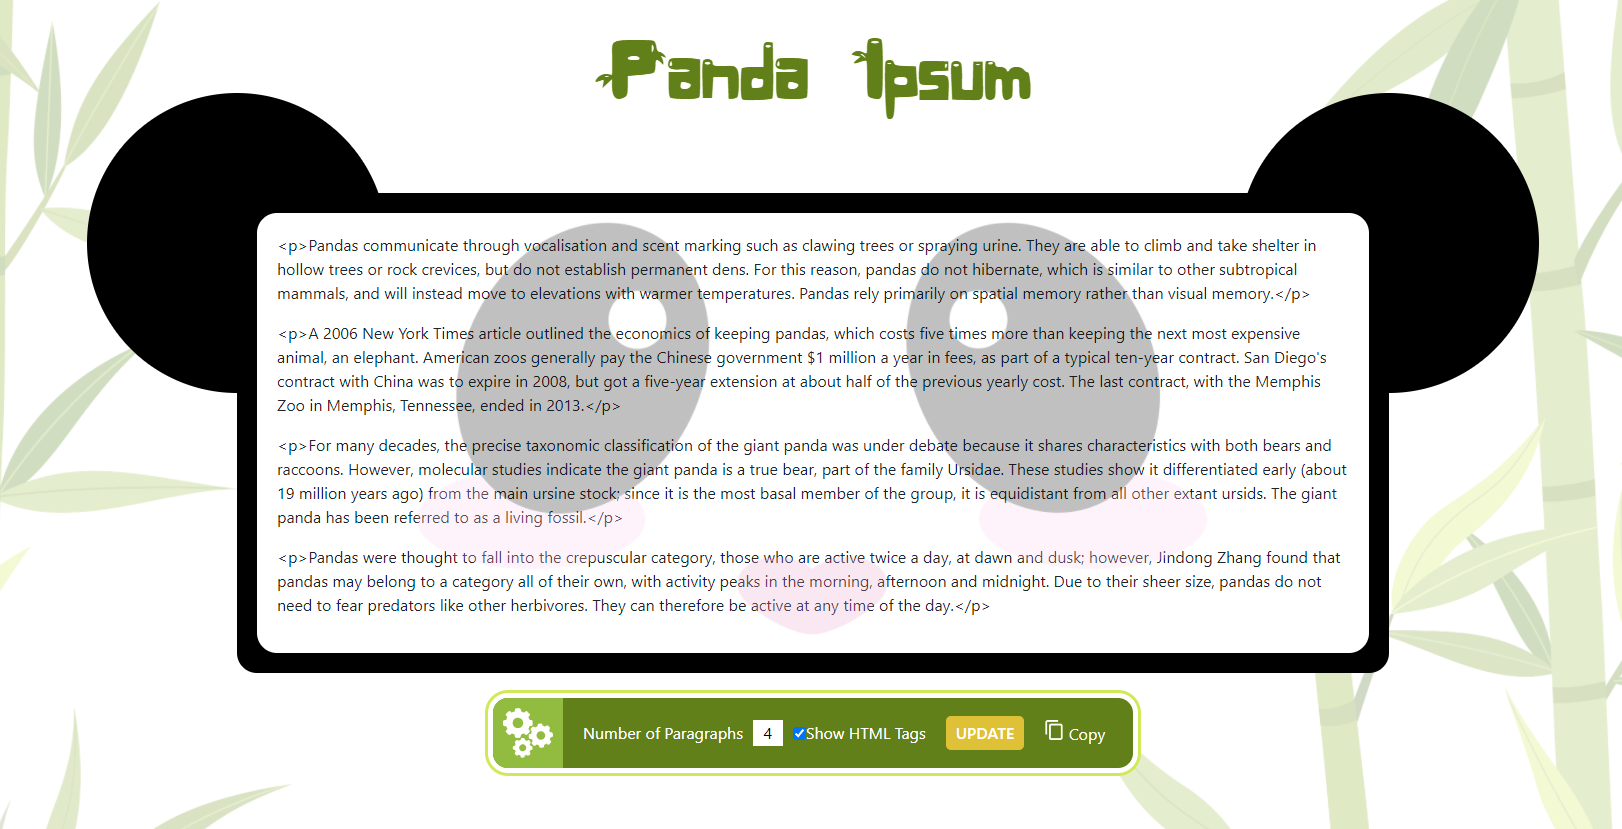 Panda Ipsum
<p>Pandas communicate through vocalisation and scent marking such as clawing trees or spraying urine. They are able to climb and take shelter in
hollow trees or rock crevices, but do not establish permanent dens. For this reason, pandas do not hibernate, which is similar to other subtropical
mammals, and will instead move to elevations with warmer temperatures. Pandas rely primarily on spatial memory rather than visual memory.</p>
<p>A 2006 New York Times article outlined the economics of keeping pandas, which costs five times more than keeping the next most expensive
animal, an elephant. American zoos generally pay the Chinese government $1 million a year in fees, as part of a typical ten-year contract. San Diego's
contract with China was to expire in 2008, but got a five-year extension at about half of the previous yearly cost. The last contract, with the Memphis
Zoo in Memphis, Tennessee, ended in 2013.</p>
<p>For many decades, the precise taxonomic classification of the giant panda was under debate because it shares characteristics with both bears and
raccoons. However, molecular studies indicate the giant panda is a true bear, part of the family Ursidae. These studies show it differentiated early (about
19 million years ago) from the main ursine stock; since it is the most basal member of the group, it is equidistant from all other extant ursids. The giant
panda has been referred to as a living fossil.</p>
<p>Pandas were thought to fall into the crepuscular category, those who are active twice a day, at dawn and dusk; however, Jindong Zhang found that
pandas may belong to a category all of their own, with activity peaks in the morning, afternoon and midnight. Due to their sheer size, pandas do not
need to fear predators like other herbivores. They can therefore be active at any time of the day.</p>
Number of Paragraphs 4 Show HTML Tags UPDATE Copy